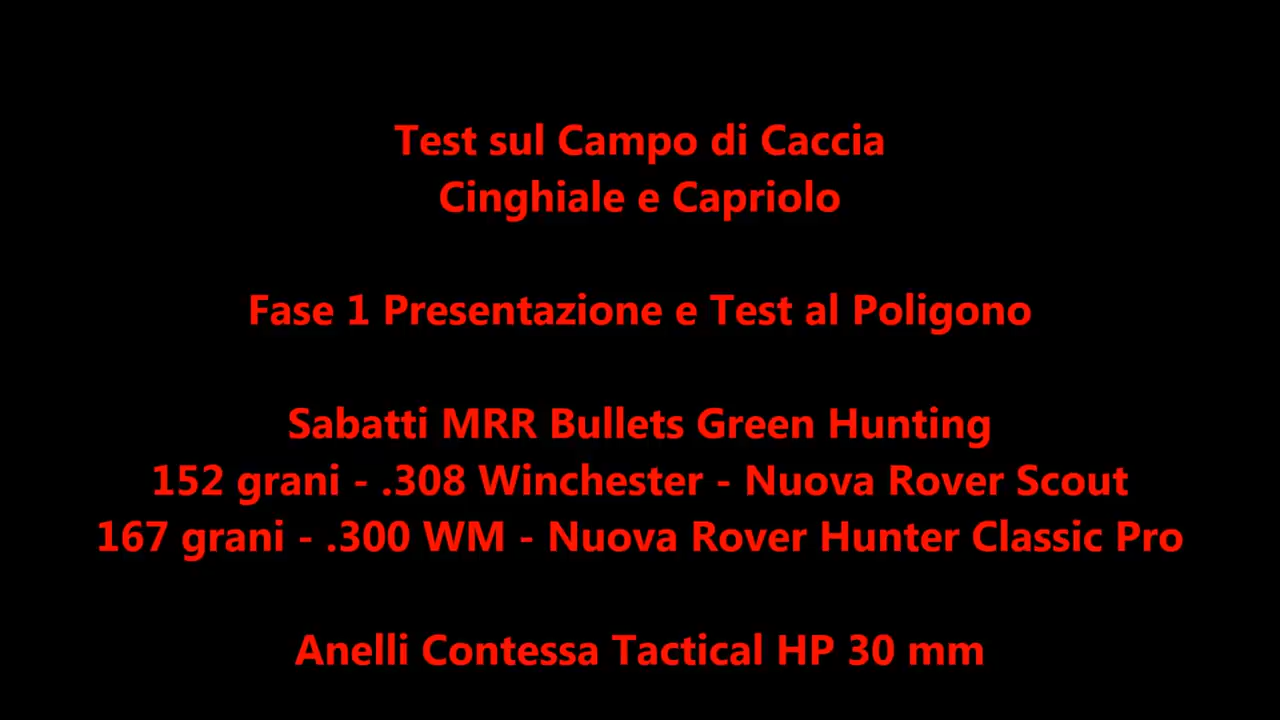 Test sul Campo di Caccia
Cinghiale e Capriolo
Fase 1 Presentazione e Test al Poligono
Sabatti MRR Bullets Green Hunting
152 grani - .308 Winchester - Nuova Rover Scout
167 grani - .300 WM - Nuova Rover Hunter Classic Pro
Anelli Contessa Tactical HP 30 mm